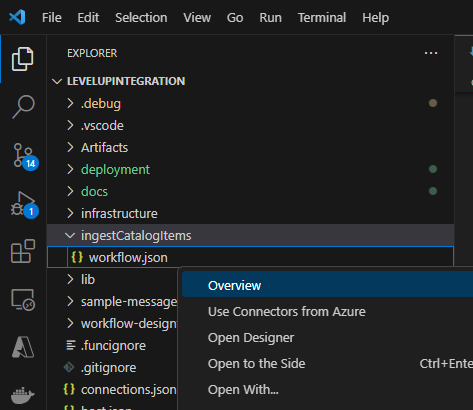 File Edit Selection View Go Run Terminal Help
EXPLORER
LEVELUPINTEGRATION
.debug
.vscode
Artifacts
14
deployment
docs
1
infrastructure
ingestCatalogItems
{} workflow.json
lib
Overview
sample-message
Use Connectors from Azure
workflow-design
Open Designer
.funcignore
Open to the Side Ctrl+Ente
.gitignore
{} connections.json
Open With...